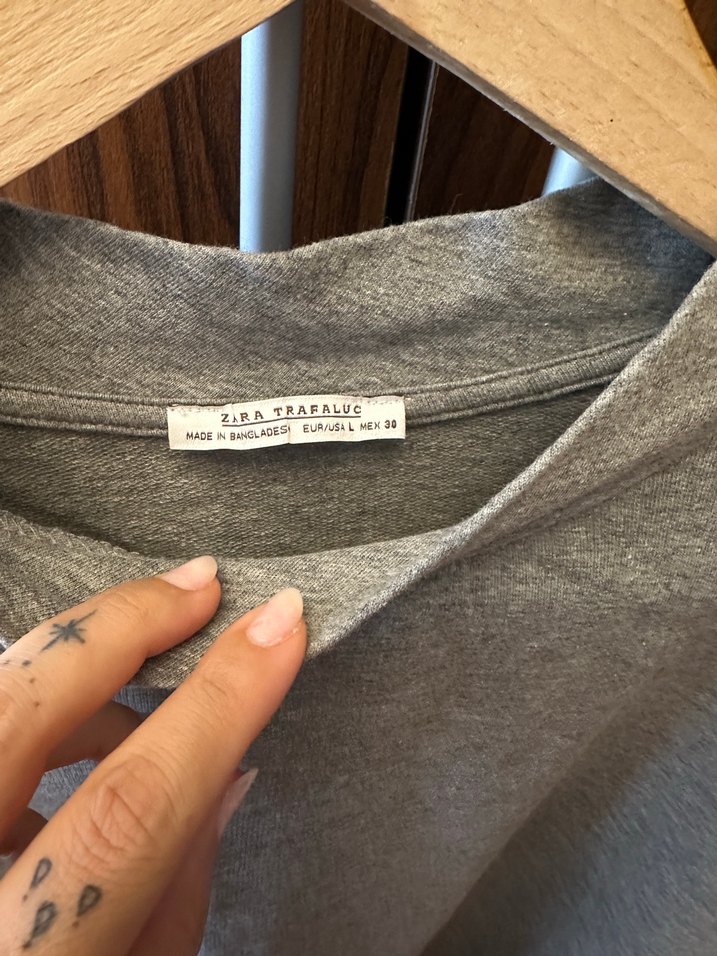 ZARA TRAFALUC
MADE IN BANGLADESH EUR/USA L MEX 30